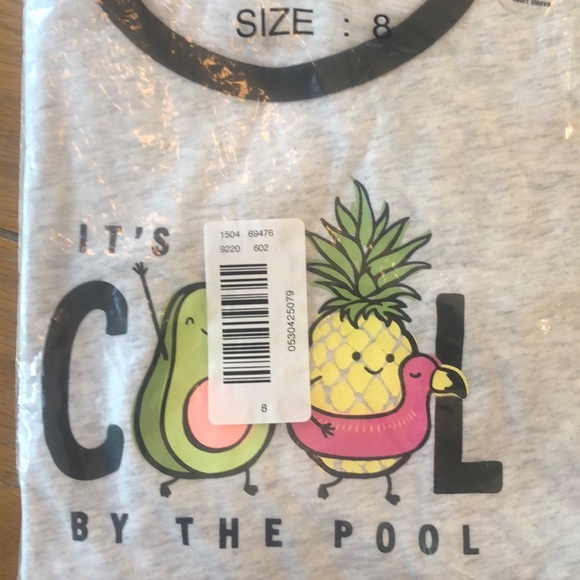 SIZE : 8
IT'S
1504 69476
9220 602
0530425079
8
C L
BY THE POOL